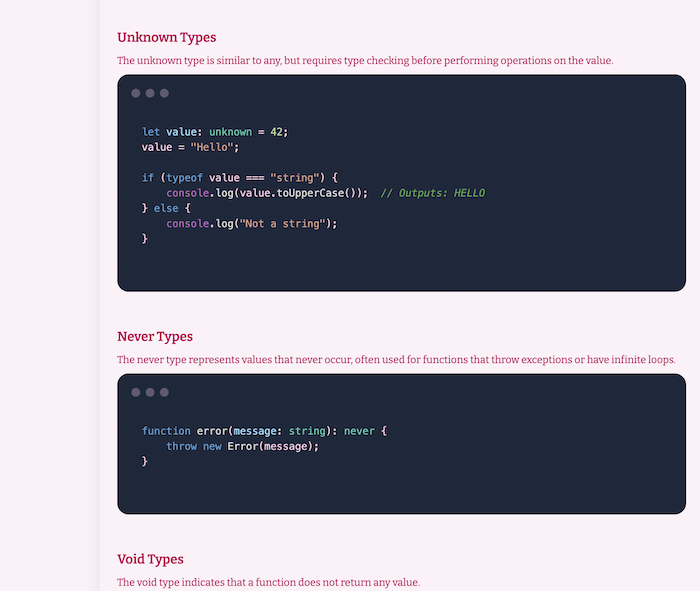 Unknown Types
The unknown type is similar to any, but requires type checking before performing operations on the value.
let value: unknown = 42;
value = "Hello";
if (typeof value === "string") {
    console.log(value.toUpperCase());  // Outputs: HELLO
} else {
    console.log("Not a string");
}
Never Types
The never type represents values that never occur, often used for functions that throw exceptions or have infinite loops.
function error(message: string): never {
    throw new Error(message);
}
Void Types
The void type indicates that a function does not return any value.